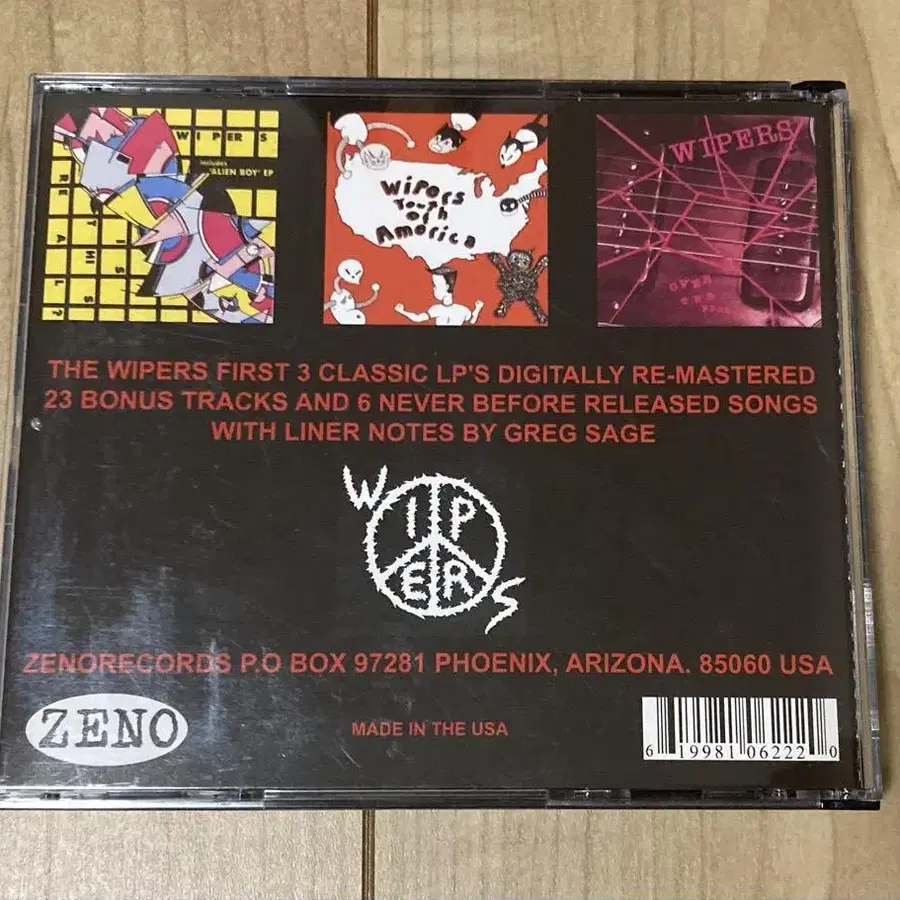 WIPERS
includes
'ALIEN BOY' EP
IS THIS
REAL?
Wipers
Youth
of
America
WIPERS
OVER
THE
EDGE
THE WIPERS FIRST 3 CLASSIC LP'S DIGITALLY RE-MASTERED
23 BONUS TRACKS AND 6 NEVER BEFORE RELEASED SONGS
WITH LINER NOTES BY GREG SAGE
WIPERS
ZENORECORDS P.O BOX 97281 PHOENIX, ARIZONA. 85060 USA
ZENO
MADE IN THE USA
6 19981 06222 0